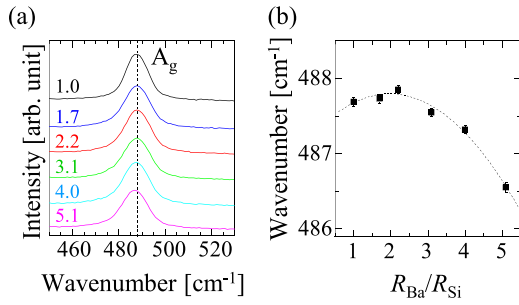 (a)
Intensity [arb. unit]
A_g
1.0
1.7
2.2
3.1
4.0
5.1
460 480 500 520
Wavenumber [cm⁻¹]
(b)
Wavenumber [cm⁻¹]
488
487
486
1 2 3 4 5
R_Ba/R_Si